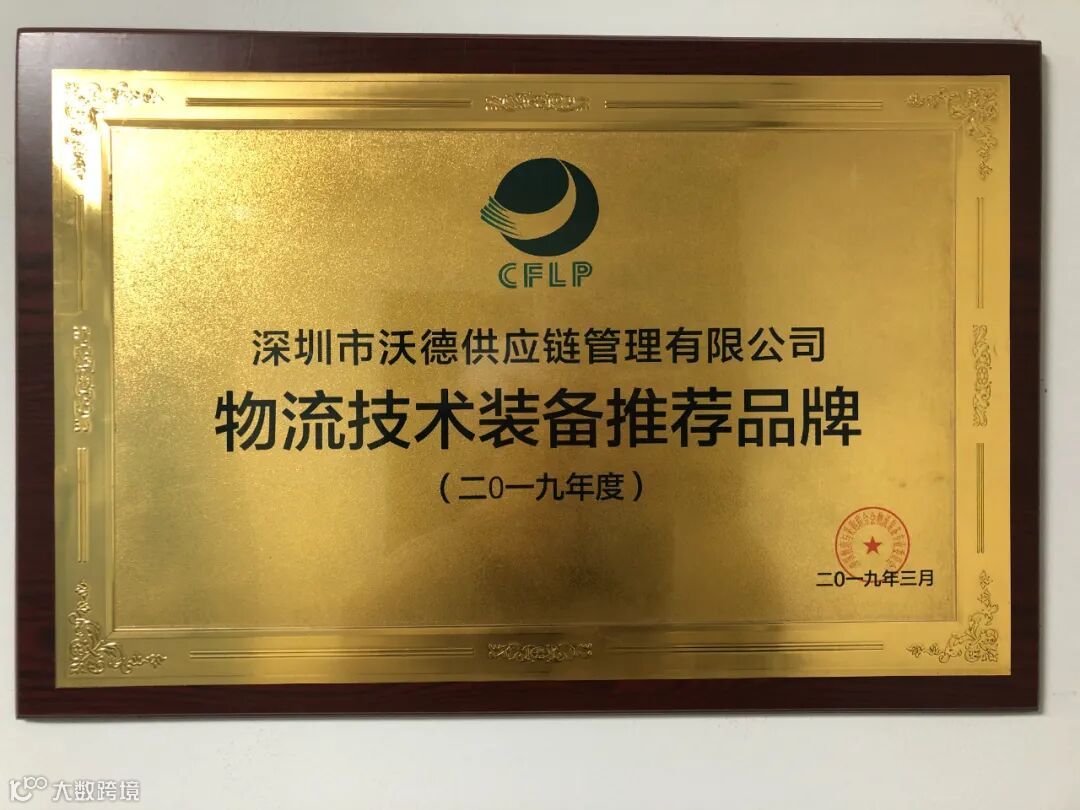 CFLP
深圳市沃德供应链管理有限公司
物流技术装备推荐品牌
(二0一九年度)
二0一九年三月
大数跨境